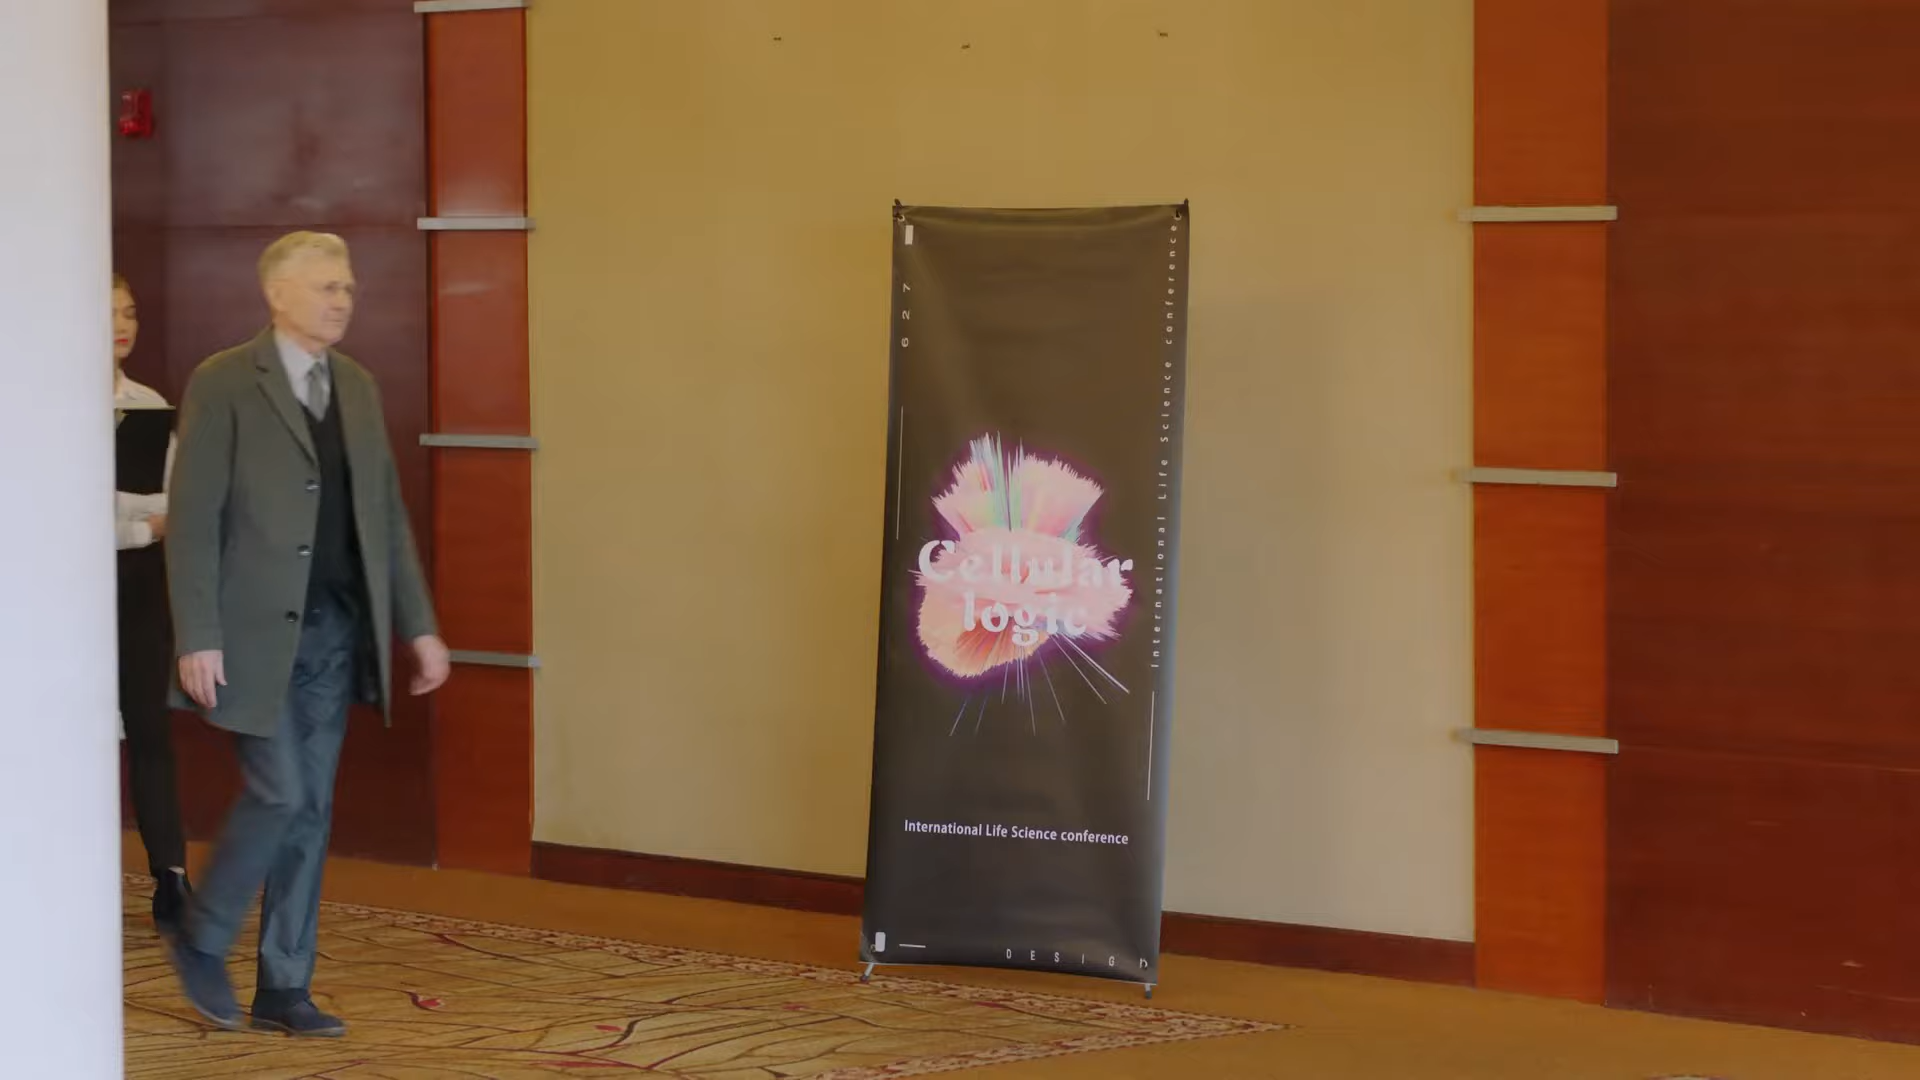 627
International Life Science conference
Cellular
logic
International Life Science conference
DESIGN